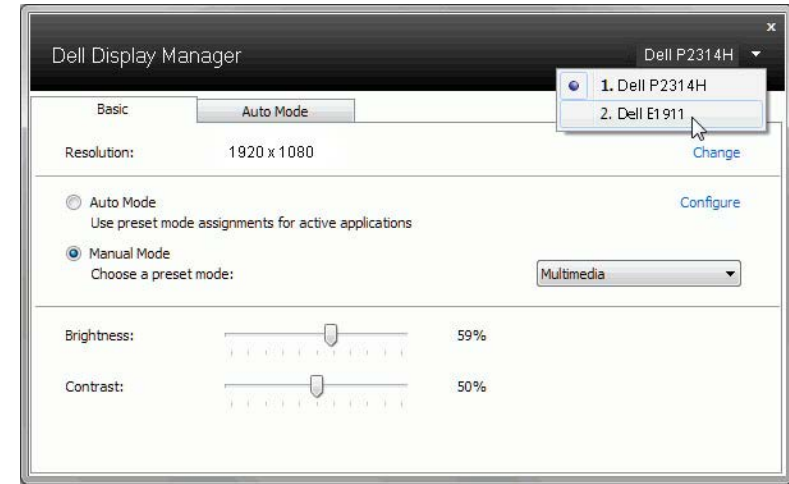 x
Dell Display Manager
Dell P2314H
1. Dell P2314H
2. Dell E1911
Basic
Auto Mode
Resolution:
1920 x 1080
Change
Auto Mode
Configure
Use preset mode assignments for active applications
Manual Mode
Choose a preset mode:
Multimedia
Brightness:
59%
Contrast:
50%